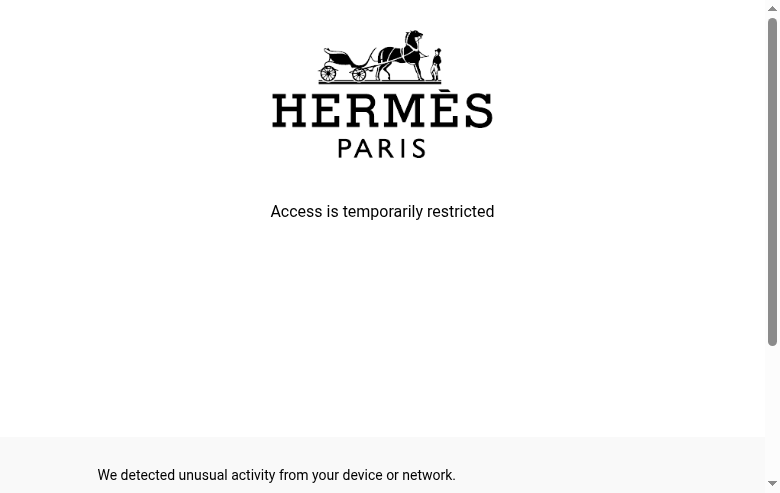 HERMÈS
PARIS
Access is temporarily restricted
We detected unusual activity from your device or network.